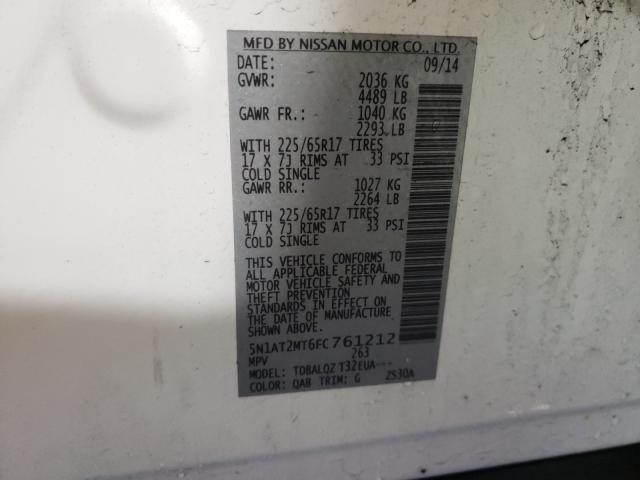 MFD BY NISSAN MOTOR CO., LTD.
DATE: 09/14
GVWR: 2036 KG
4489 LB
GAWR FR.: 1040 KG
2293 LB
WITH 225/65R17 TIRES
17 X 7J RIMS AT 33 PSI
COLD SINGLE
GAWR RR.: 1027 KG
2264 LB
WITH 225/65R17 TIRES
17 X 7J RIMS AT 33 PSI
COLD SINGLE
THIS VEHICLE CONFORMS TO
ALL APPLICABLE FEDERAL
MOTOR VEHICLE SAFETY AND
THEFT PREVENTION
STANDARDS IN EFFECT ON
THE DATE OF MANUFACTURE
SHOWN ABOVE.
5N1AT2MT6FC761212
MPV 263
MODEL: TDBALQZ T32EUA---
COLOR: QAB TRIM: G ZS30A